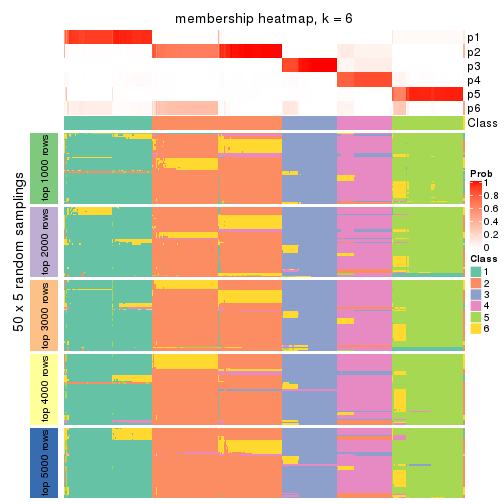 membership heatmap, k = 6
p1
p2
p3
p4
p5
p6
Class
50 x 5 random samplings
top 1000 rows
top 2000 rows
top 3000 rows
top 4000 rows
top 5000 rows
Prob
1
0.8
0.6
0.4
0.2
0
Class
1
2
3
4
5
6